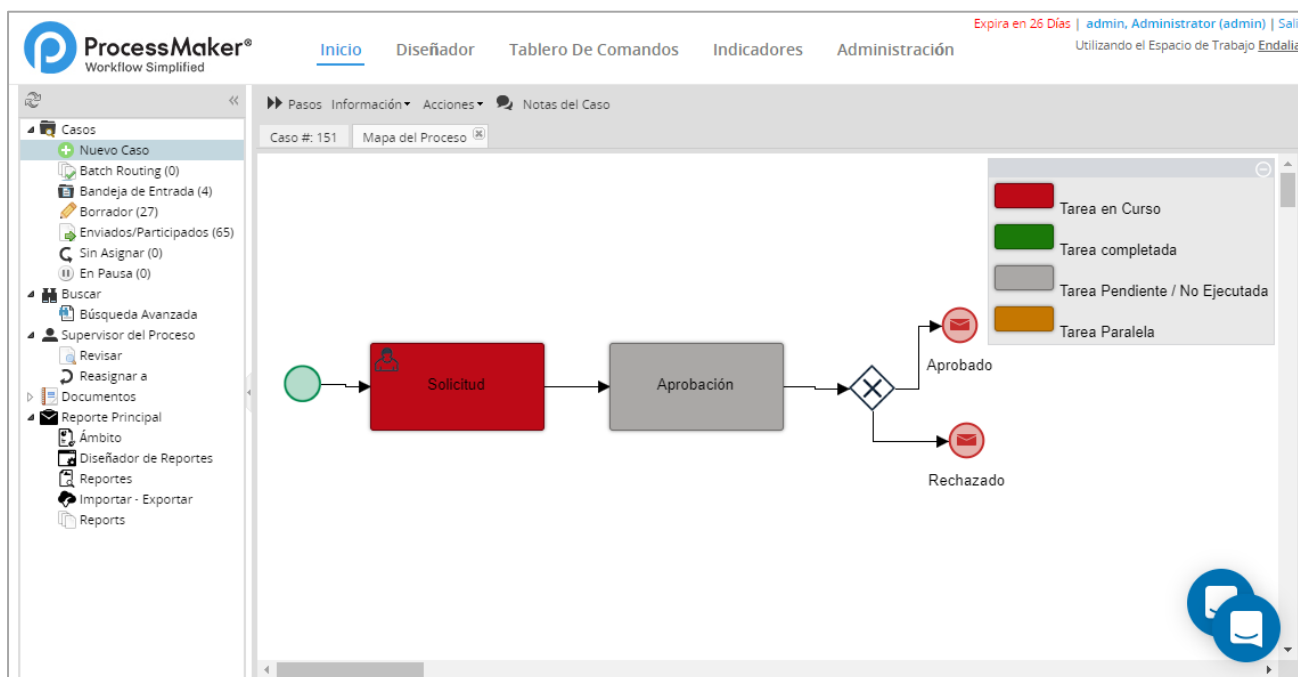 Expira en 26 Días | admin, Administrator (admin) | Sali
ProcessMaker®
Workflow Simplified
Inicio Diseñador Tablero De Comandos Indicadores Administración
Utilizando el Espacio de Trabajo Endalia
Pasos Información Acciones Notas del Caso
Caso #: 151 Mapa del Proceso
Casos
Nuevo Caso
Batch Routing (0)
Bandeja de Entrada (4)
Borrador (27)
Enviados/Participados (65)
Sin Asignar (0)
En Pausa (0)
Buscar
Búsqueda Avanzada
Supervisor del Proceso
Revisar
Reasignar a
Documentos
Reporte Principal
Ámbito
Diseñador de Reportes
Reportes
Importar - Exportar
Reports
Tarea en Curso
Tarea completada
Tarea Pendiente / No Ejecutada
Tarea Paralela
Solicitud
Aprobación
Aprobado
Rechazado